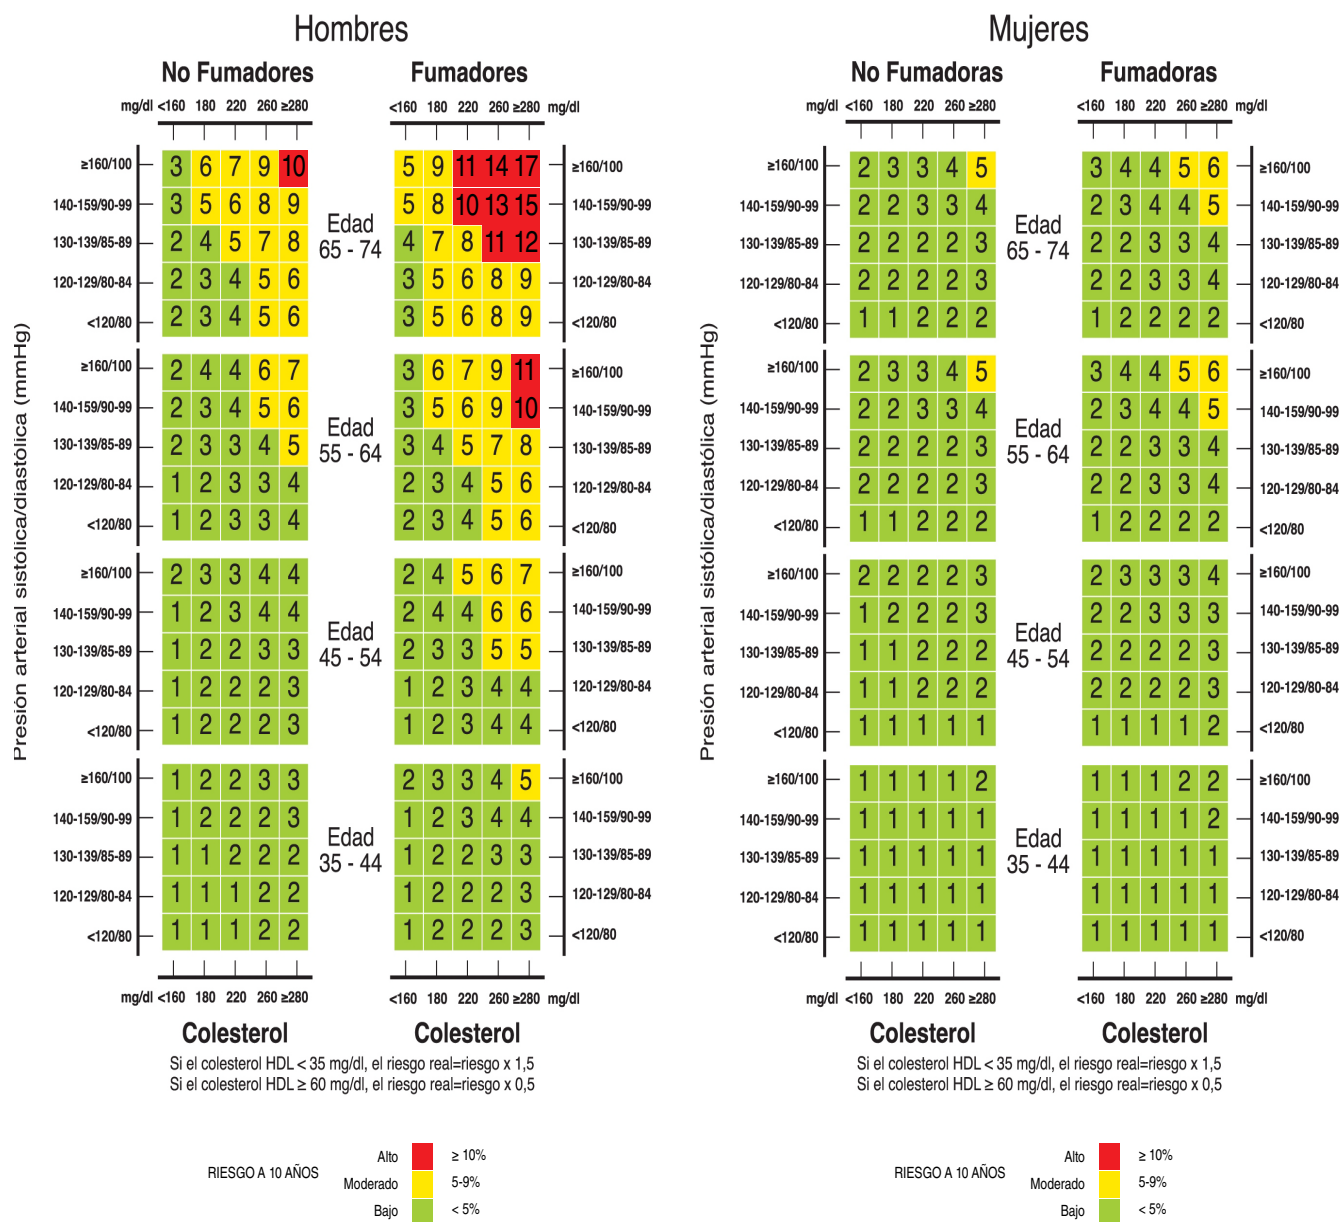 Hombres
Mujeres
No Fumadores
Fumadores
No Fumadoras
Fumadoras
mg/dl <160 180 220 260 ≥280
<160 180 220 260 ≥280 mg/dl
mg/dl <160 180 220 260 ≥280
<160 180 220 260 ≥280 mg/dl
Presión arterial sistólica/diastólica (mmHg)
≥160/100 3 6 7 9 10 5 9 11 14 17 ≥160/100
140-159/90-99 3 5 6 8 9 5 8 10 13 15 140-159/90-99
Edad
65 - 74
130-139/85-89 2 4 5 7 8 4 7 8 11 12 130-139/85-89
120-129/80-84 2 3 4 5 6 3 5 6 8 9 120-129/80-84
<120/80 2 3 4 5 6 3 5 6 8 9 <120/80
≥160/100 2 4 4 6 7 3 6 7 9 11 ≥160/100
140-159/90-99 2 3 4 5 6 3 5 6 9 10 140-159/90-99
Edad
55 - 64
130-139/85-89 2 3 3 4 5 3 4 5 7 8 130-139/85-89
120-129/80-84 1 2 3 3 4 2 3 4 5 6 120-129/80-84
<120/80 1 2 3 3 4 2 3 4 5 6 <120/80
≥160/100 2 3 3 4 4 2 4 5 6 7 ≥160/100
140-159/90-99 1 2 3 4 4 2 4 4 6 6 140-159/90-99
Edad
45 - 54
130-139/85-89 1 2 2 3 3 2 3 3 5 5 130-139/85-89
120-129/80-84 1 2 2 2 3 1 2 3 4 4 120-129/80-84
<120/80 1 2 2 2 3 1 2 3 4 4 <120/80
≥160/100 1 2 2 3 3 2 3 3 4 5 ≥160/100
140-159/90-99 1 2 2 2 3 1 2 3 4 4 140-159/90-99
Edad
35 - 44
130-139/85-89 1 1 2 2 2 1 2 2 3 3 130-139/85-89
120-129/80-84 1 1 1 2 2 1 2 2 2 3 120-129/80-84
<120/80 1 1 1 2 2 1 2 2 2 3 <120/80
mg/dl <160 180 220 260 ≥280
<160 180 220 260 ≥280 mg/dl
Colesterol
Colesterol
Si el colesterol HDL < 35 mg/dl, el riesgo real=riesgo x 1,5
Si el colesterol HDL ≥ 60 mg/dl, el riesgo real=riesgo x 0,5
RIESGO A 10 AÑOS
Alto ≥ 10%
Moderado 5-9%
Bajo < 5%
Presión arterial sistólica/diastólica (mmHg)
≥160/100 2 3 3 4 5 3 4 4 5 6 ≥160/100
140-159/90-99 2 2 3 3 4 2 3 4 4 5 140-159/90-99
Edad
65 - 74
130-139/85-89 2 2 2 2 3 2 2 3 3 4 130-139/85-89
120-129/80-84 2 2 2 2 3 2 2 3 3 4 120-129/80-84
<120/80 1 1 2 2 2 1 2 2 2 2 <120/80
≥160/100 2 3 3 4 5 3 4 4 5 6 ≥160/100
140-159/90-99 2 2 3 3 4 2 3 4 4 5 140-159/90-99
Edad
55 - 64
130-139/85-89 2 2 2 2 3 2 2 3 3 4 130-139/85-89
120-129/80-84 2 2 2 2 3 2 2 3 3 4 120-129/80-84
<120/80 1 1 2 2 2 1 2 2 2 2 <120/80
≥160/100 2 2 2 2 3 2 3 3 3 4 ≥160/100
140-159/90-99 1 2 2 2 3 2 2 3 3 3 140-159/90-99
Edad
45 - 54
130-139/85-89 1 1 2 2 2 2 2 2 2 3 130-139/85-89
120-129/80-84 1 1 2 2 2 2 2 2 2 3 120-129/80-84
<120/80 1 1 1 1 1 1 1 1 1 2 <120/80
≥160/100 1 1 1 1 2 1 1 1 2 2 ≥160/100
140-159/90-99 1 1 1 1 1 1 1 1 1 2 140-159/90-99
Edad
35 - 44
130-139/85-89 1 1 1 1 1 1 1 1 1 1 130-139/85-89
120-129/80-84 1 1 1 1 1 1 1 1 1 1 120-129/80-84
<120/80 1 1 1 1 1 1 1 1 1 1 <120/80
mg/dl <160 180 220 260 ≥280
<160 180 220 260 ≥280 mg/dl
Colesterol
Colesterol
Si el colesterol HDL < 35 mg/dl, el riesgo real=riesgo x 1,5
Si el colesterol HDL ≥ 60 mg/dl, el riesgo real=riesgo x 0,5
RIESGO A 10 AÑOS
Alto ≥ 10%
Moderado 5-9%
Bajo < 5%